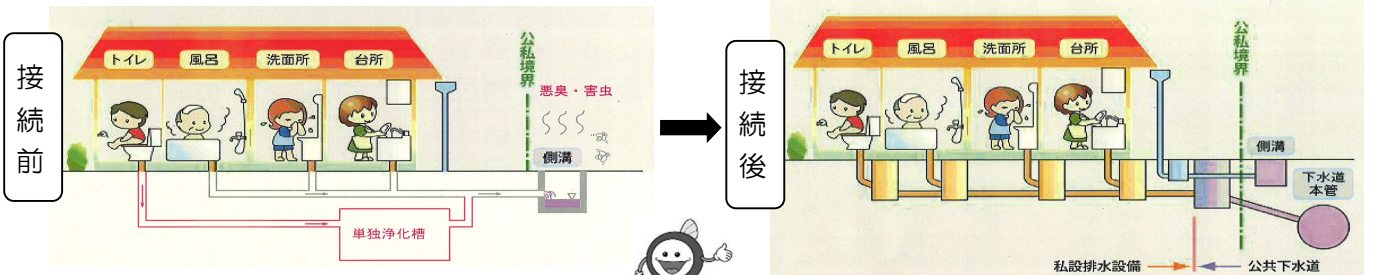 接続前
トイレ
風呂
洗面所
台所
公私境界
悪臭・害虫
側溝
単独浄化槽
接続後
トイレ
風呂
洗面所
台所
公私境界
側溝
下水道
本管
私設排水設備
公共下水道